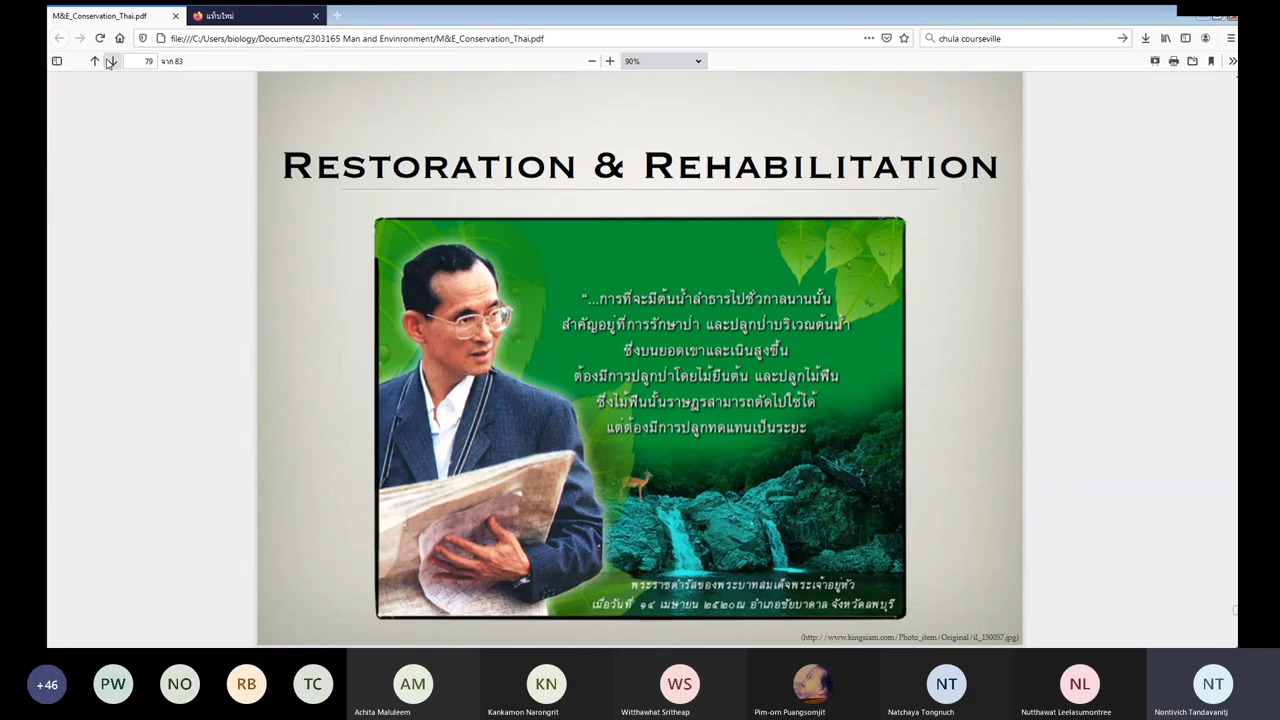 M&E_Conservation_Thai.pdf
แท็บใหม่
file:///C:/Users/biology/Documents/2303165 Man and Envinronment/M&E_Conservation_Thai.pdf
chula courseville
79
จาก 83
90%
RESTORATION & REHABILITATION
“...การที่จะมีต้นน้ำลำธารไปชั่วกาลนานนั้น
สำคัญอยู่ที่การรักษาป่า และปลูกป่าบริเวณต้นน้ำ
ซึ่งบนยอดเขาและเนินสูงขึ้น
ต้องมีการปลูกป่าโดยไม้ยืนต้น และปลูกไม้ฟืน
ซึ่งไม้ฟืนนั้นราษฎรสามารถตัดไปใช้ได้
แต่ต้องมีการปลูกทดแทนเป็นระยะ
พระราชดำรัสของพระบาทสมเด็จพระเจ้าอยู่หัว
เมื่อวันที่ ๑๔ เมษายน ๒๕๒๐ณ อำเภอชัยบาดาล จังหวัดลพบุรี
(http://www.kingsiam.com/Photo_item/Original/il_150057.jpg)
+46
PW
NO
RB
TC
AM
KN
WS
NT
NL
NT
Achita Maluleem
Kankamon Narongrit
Witthawhat Sritheap
Pim-orn Puangsomjit
Natchaya Tongnuch
Nutthawat Leelasumontree
Nontivich Tandavanitj